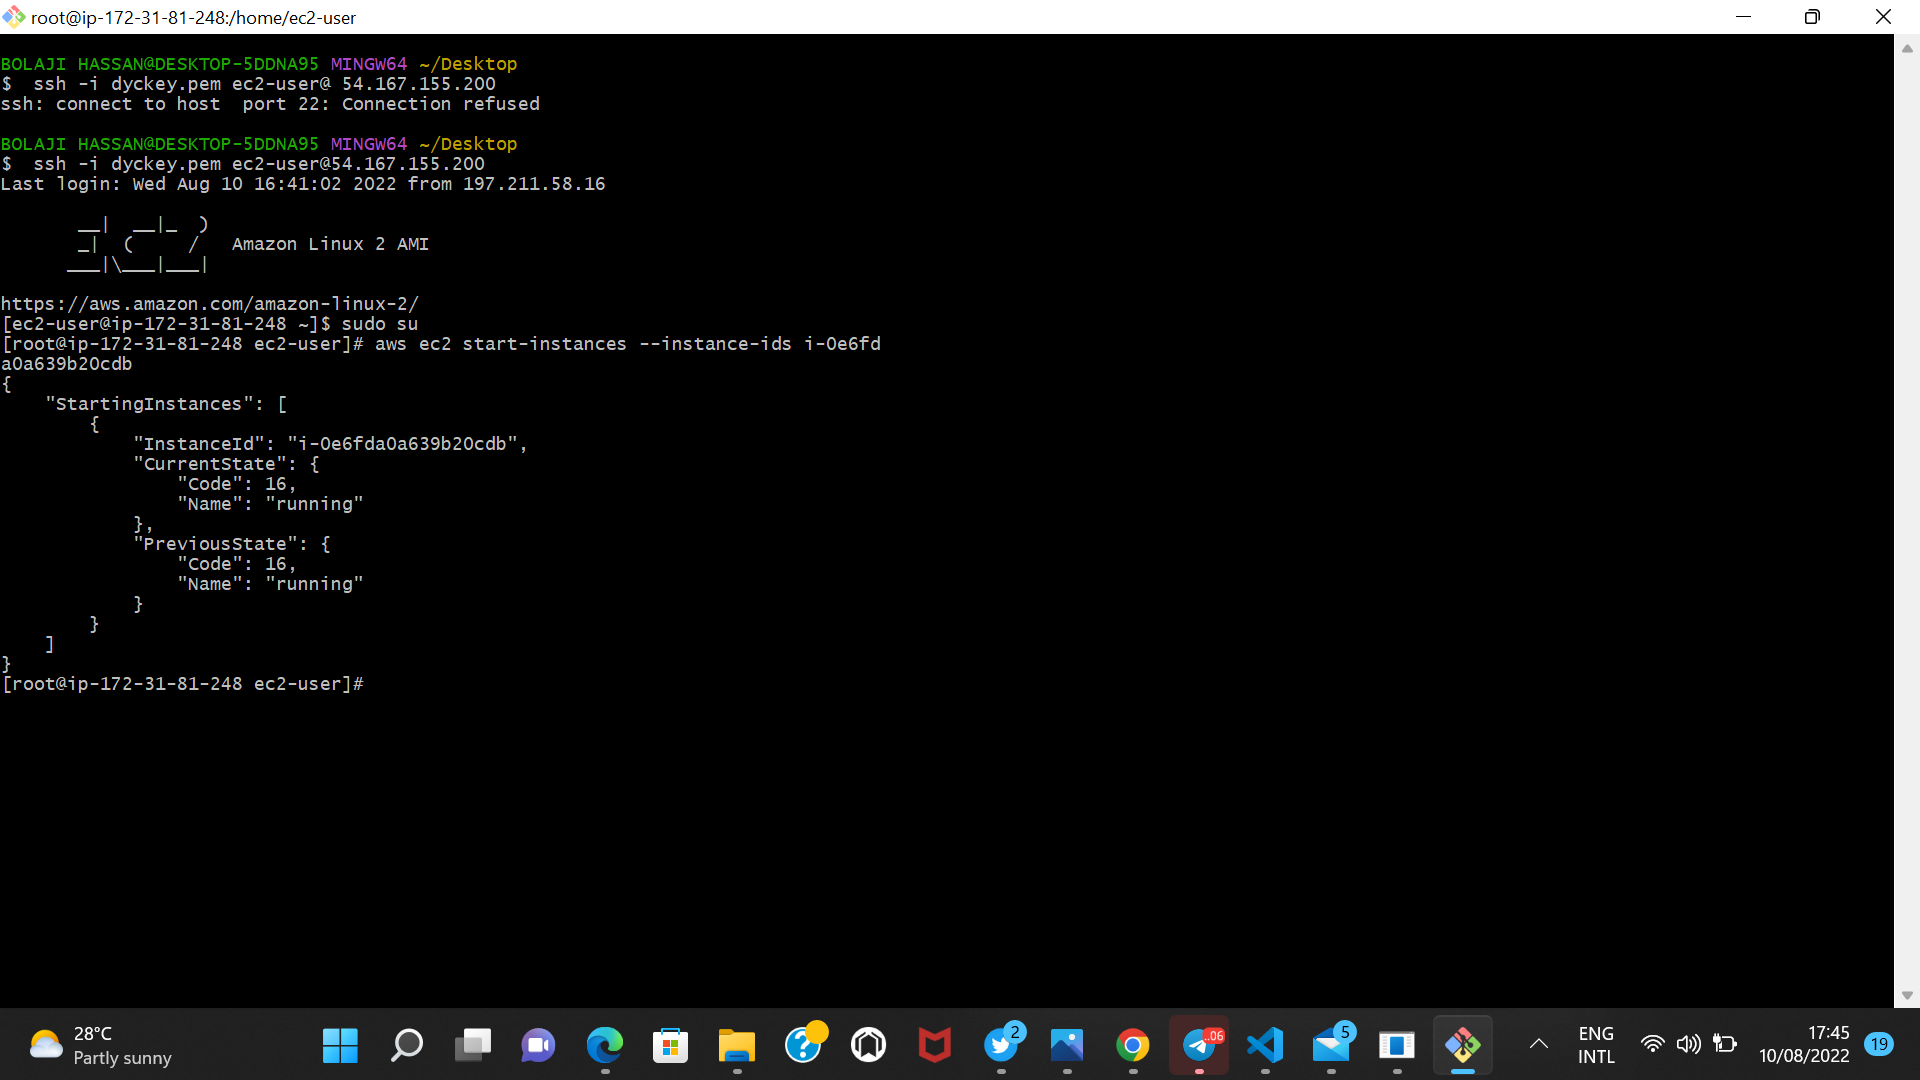 root@ip-172-31-81-248:/home/ec2-user
BOLAJI HASSAN@DESKTOP-5DDNA95 MINGW64 ~/Desktop
$  ssh -i dyckey.pem ec2-user@ 54.167.155.200
ssh: connect to host  port 22: Connection refused

BOLAJI HASSAN@DESKTOP-5DDNA95 MINGW64 ~/Desktop
$  ssh -i dyckey.pem ec2-user@54.167.155.200
Last login: Wed Aug 10 16:41:02 2022 from 197.211.58.16

       __|  __|_  )
       _|  (     /   Amazon Linux 2 AMI
      ___|\___|___|

https://aws.amazon.com/amazon-linux-2/
[ec2-user@ip-172-31-81-248 ~]$ sudo su
[root@ip-172-31-81-248 ec2-user]# aws ec2 start-instances --instance-ids i-0e6fd
a0a639b20cdb
{
    "StartingInstances": [
        {
            "InstanceId": "i-0e6fda0a639b20cdb",
            "CurrentState": {
                "Code": 16,
                "Name": "running"
            },
            "PreviousState": {
                "Code": 16,
                "Name": "running"
            }
        }
    ]
}
[root@ip-172-31-81-248 ec2-user]#
28°C
Partly sunny
2
..06
5
ENG
INTL
17:45
10/08/2022
19